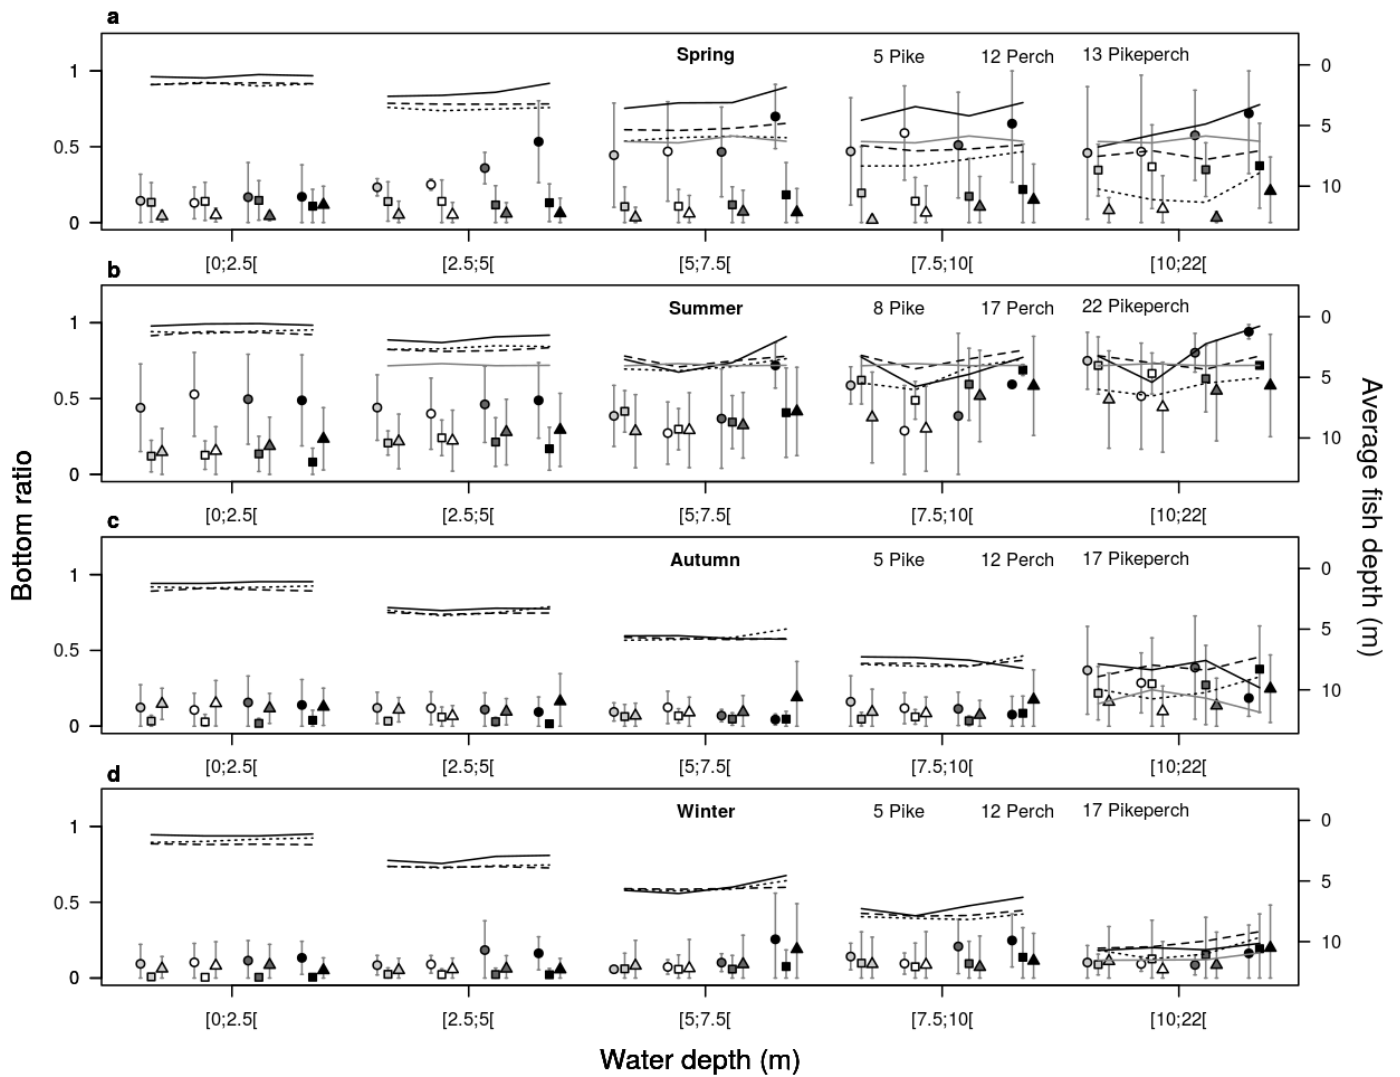 a
Spring 5 Pike 12 Perch 13 Pikeperch
1
0.5
0
0
5
10
[0;2.5[ [2.5;5[ [5;7.5[ [7.5;10[ [10;22[
b
Summer 8 Pike 17 Perch 22 Pikeperch
1
0.5
0
0
5
10
[0;2.5[ [2.5;5[ [5;7.5[ [7.5;10[ [10;22[
c
Autumn 5 Pike 12 Perch 17 Pikeperch
1
0.5
0
0
5
10
[0;2.5[ [2.5;5[ [5;7.5[ [7.5;10[ [10;22[
d
Winter 5 Pike 12 Perch 17 Pikeperch
1
0.5
0
0
5
10
[0;2.5[ [2.5;5[ [5;7.5[ [7.5;10[ [10;22[
Bottom ratio
Average fish depth (m)
Water depth (m)